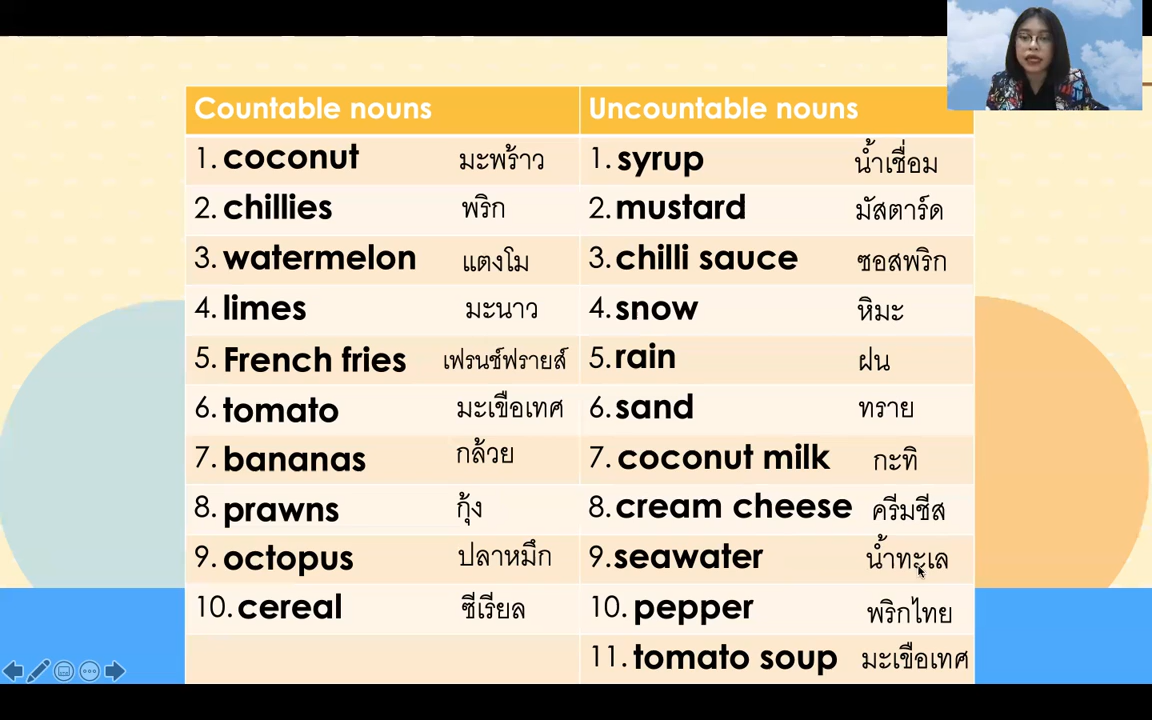 Countable nouns Uncountable nouns
1. coconut มะพร้าว 1. syrup น้ำเชื่อม
2. chillies พริก 2. mustard มัสตาร์ด
3. watermelon แตงโม 3. chilli sauce ซอสพริก
4. limes มะนาว 4. snow หิมะ
5. French fries เฟรนช์ฟรายส์ 5. rain ฝน
6. tomato มะเขือเทศ 6. sand ทราย
7. bananas กล้วย 7. coconut milk กะทิ
8. prawns กุ้ง 8. cream cheese ครีมชีส
9. octopus ปลาหมึก 9. seawater น้ำทะเล
10. cereal ซีเรียล 10. pepper พริกไทย
11. tomato soup มะเขือเทศ